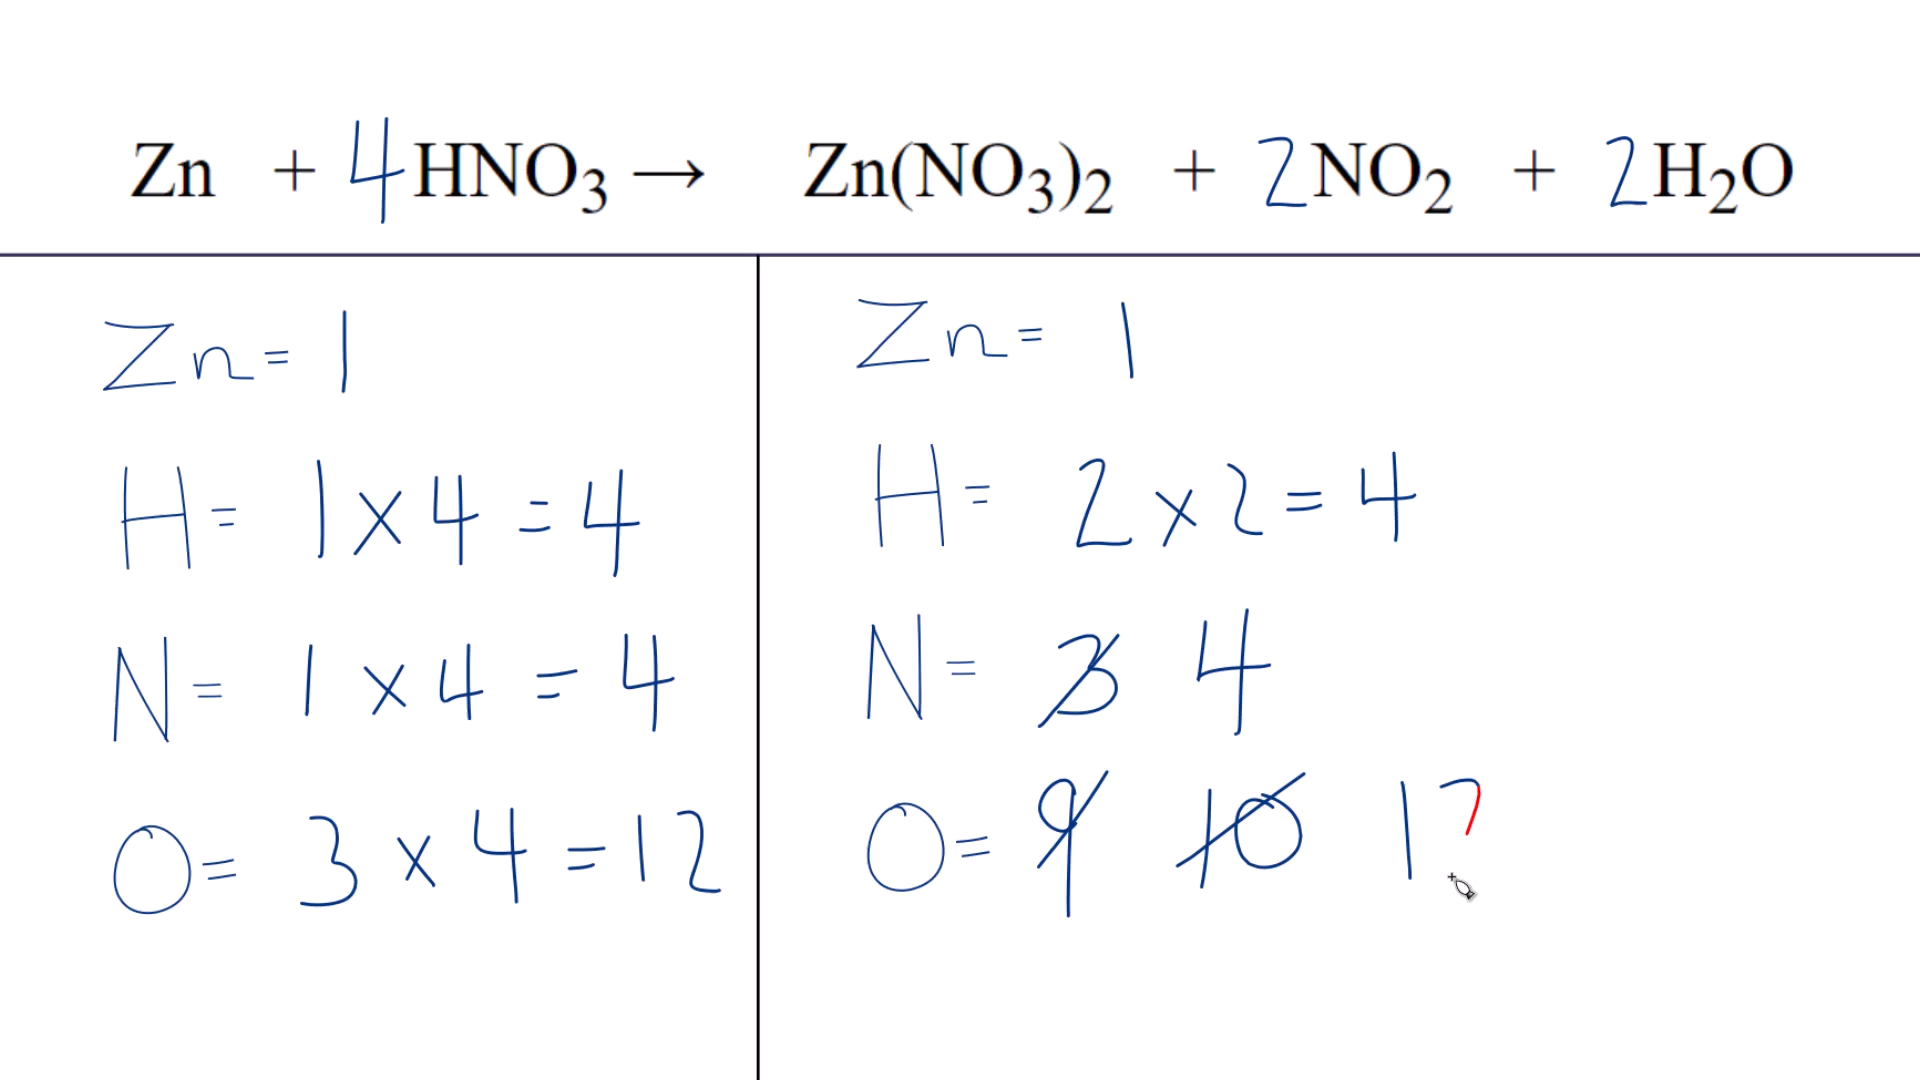 Zn + 4HNO3 → Zn(NO3)2 + 2NO2 + 2H2O
Zn = 1
H = 1 x 4 = 4
N = 1 x 4 = 4
O = 3 x 4 = 12
Zn = 1
H = 2 x 2 = 4
N = 3 4
O = 9 10 1